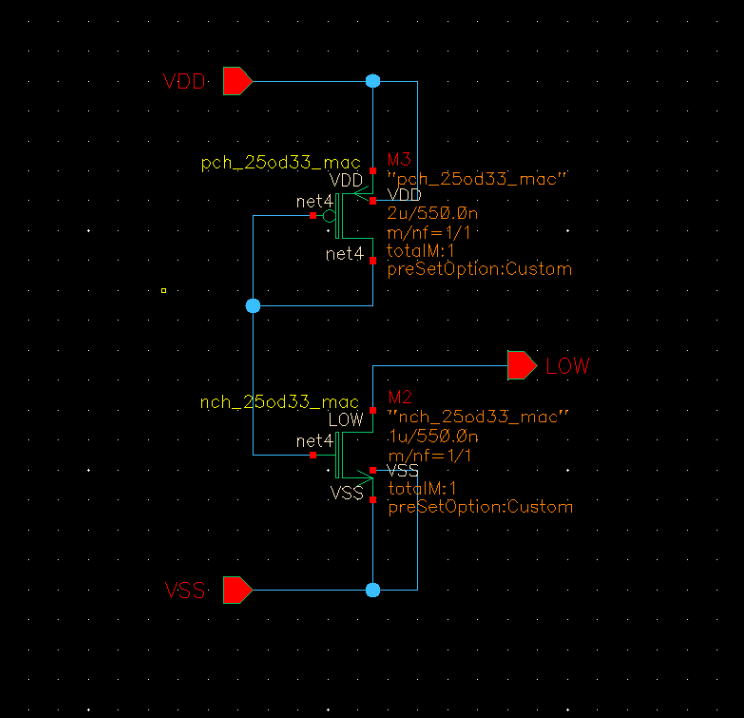 VDD
pch_25od33_mac
M3
VDD
"pch_25od33_mac"
VDD
net4
2u/550.0n
m/nf=1/1
net4
totalM:1
preSetOption:Custom
LOW
nch_25od33_mac
M2
LOW
"nch_25od33_mac"
net4
1u/550.0n
m/nf=1/1
VSS
VSS
totalM:1
preSetOption:Custom
VSS